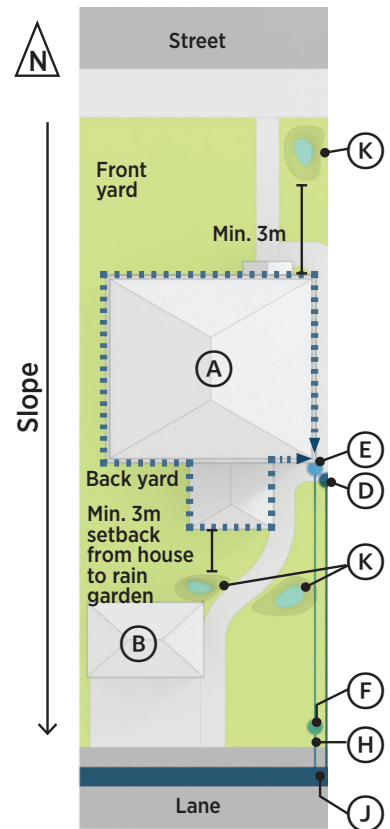 Street
N
K
Front
yard
Min. 3m
A
Slope
E
Back yard
D
Min. 3m
setback
from house
to rain
garden
K
B
F
H
J
Lane